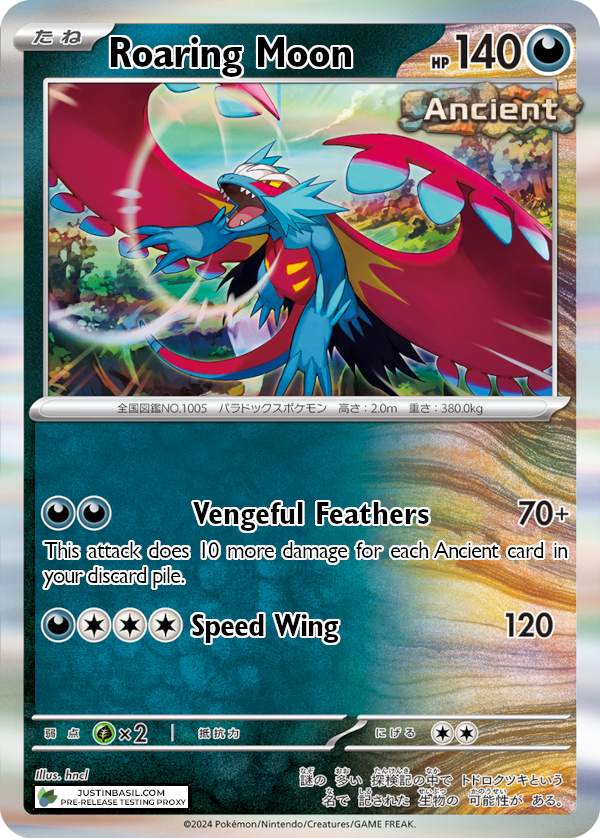 たね Roaring Moon HP 140
Ancient
全国図鑑NO.1005 パラドックスポケモン 高さ：2.0m 重さ：380.0kg
Vengeful Feathers 70+
This attack does 10 more damage for each Ancient card in
your discard pile.
Speed Wing 120
弱点 ×2 抵抗力 にげる
Illus. hncl
JUSTINBASIL.COM
PRE-RELEASE TESTING PROXY
謎の多い探検記の中でトドロクツキという
名で記された生物の可能性がある。
©2024 Pokémon/Nintendo/Creatures/GAME FREAK.